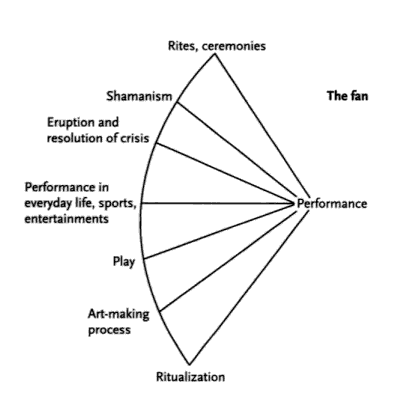 Rites, ceremonies
Shamanism
The fan
Eruption and
resolution of crisis
Performance in
everyday life, sports,
entertainments
Performance
Play
Art-making
process
Ritualization